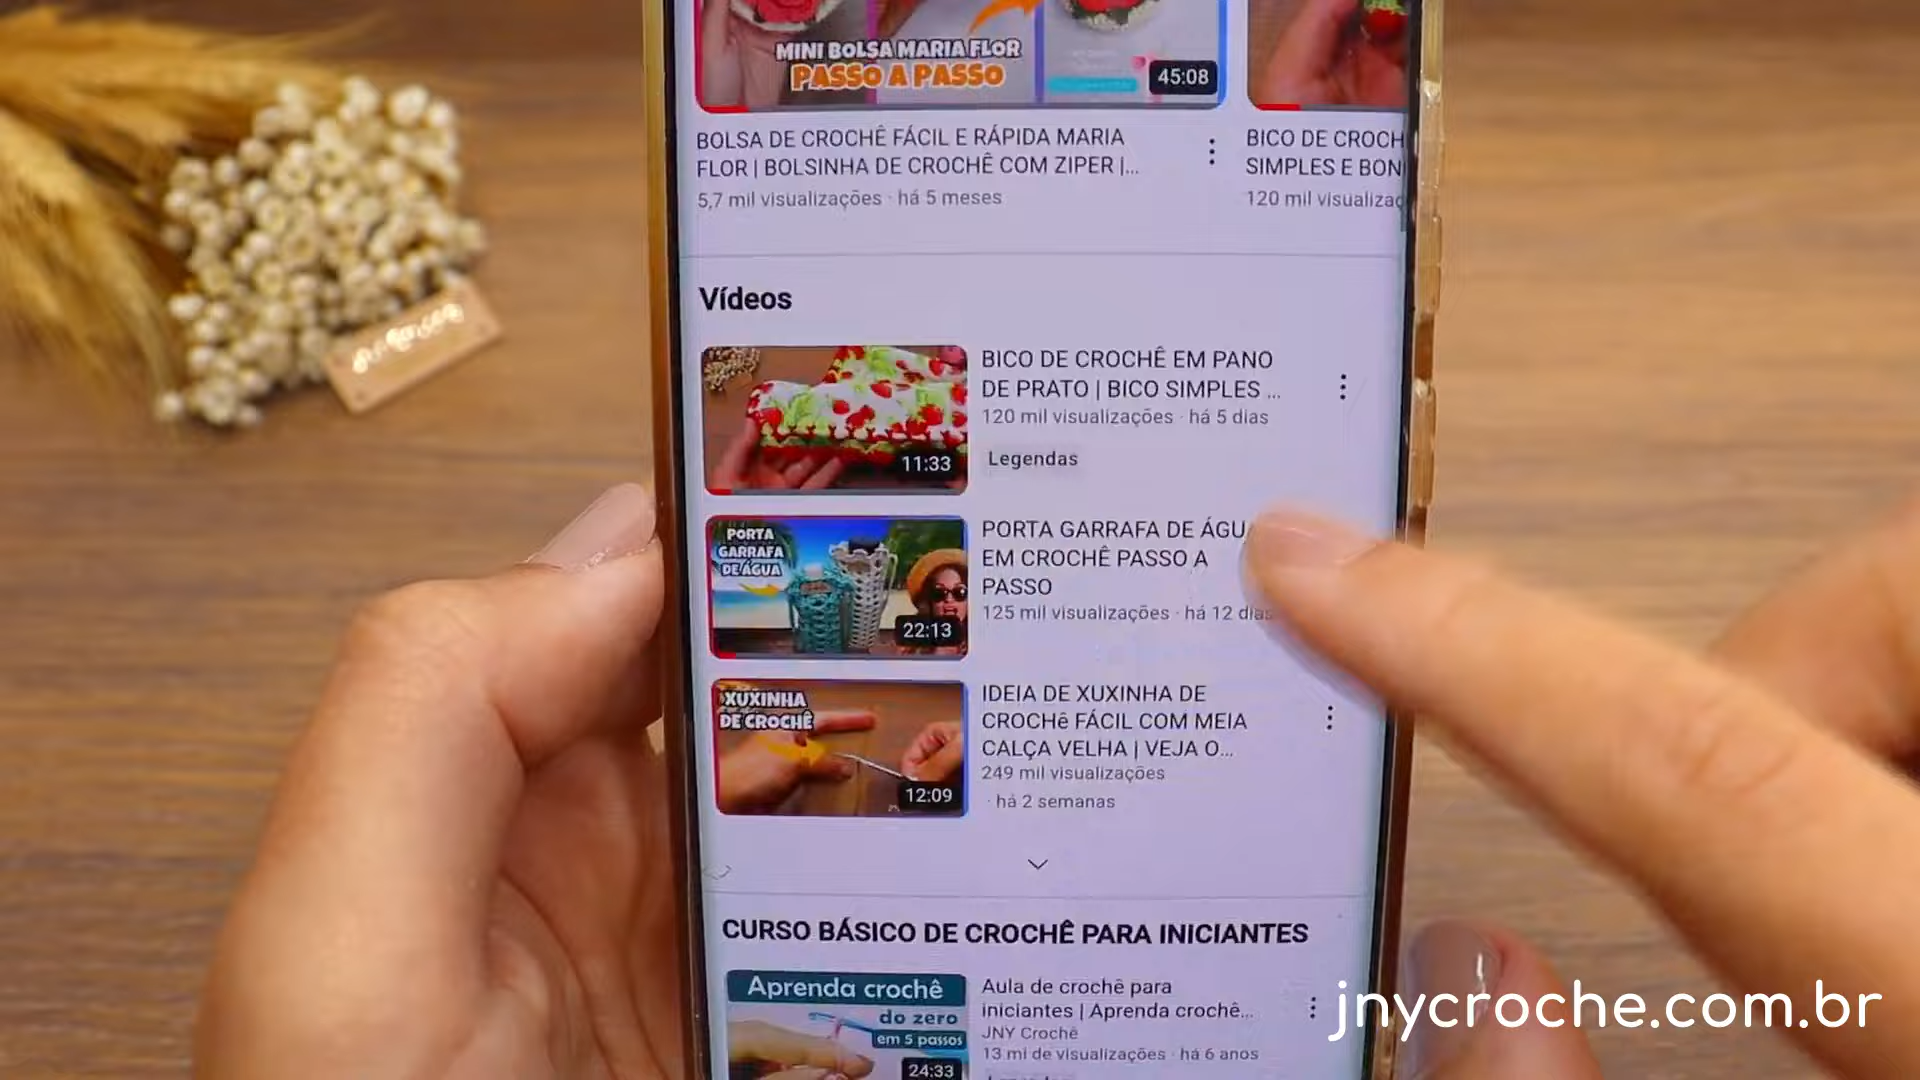 MINI BOLSA MARIA FLOR
PASSO A PASSO
45:08
BOLSA DE CROCHÊ FÁCIL E RÁPIDA MARIA
FLOR | BOLSINHA DE CROCHÊ COM ZIPER |...
5,7 mil visualizações · há 5 meses
BICO DE CROCH
SIMPLES E BON
120 mil visualizaç
Vídeos
BICO DE CROCHÊ EM PANO
DE PRATO | BICO SIMPLES ...
120 mil visualizações · há 5 dias
Legendas
11:33
PORTA
GARRAFA
DE ÁGUA
22:13
PORTA GARRAFA DE ÁGUA
EM CROCHÊ PASSO A
PASSO
125 mil visualizações · há 12 dias
XUXINHA
DE CROCHÊ
12:09
IDEIA DE XUXINHA DE
CROCHê FÁCIL COM MEIA
CALÇA VELHA | VEJA O...
249 mil visualizações
· há 2 semanas
CURSO BÁSICO DE CROCHÊ PARA INICIANTES
Aprenda crochê
do zero
em 5 passos
24:33
Aula de crochê para
iniciantes | Aprenda crochê...
JNY Crochê
13 mi de visualizações · há 6 anos
jnycroche.com.br